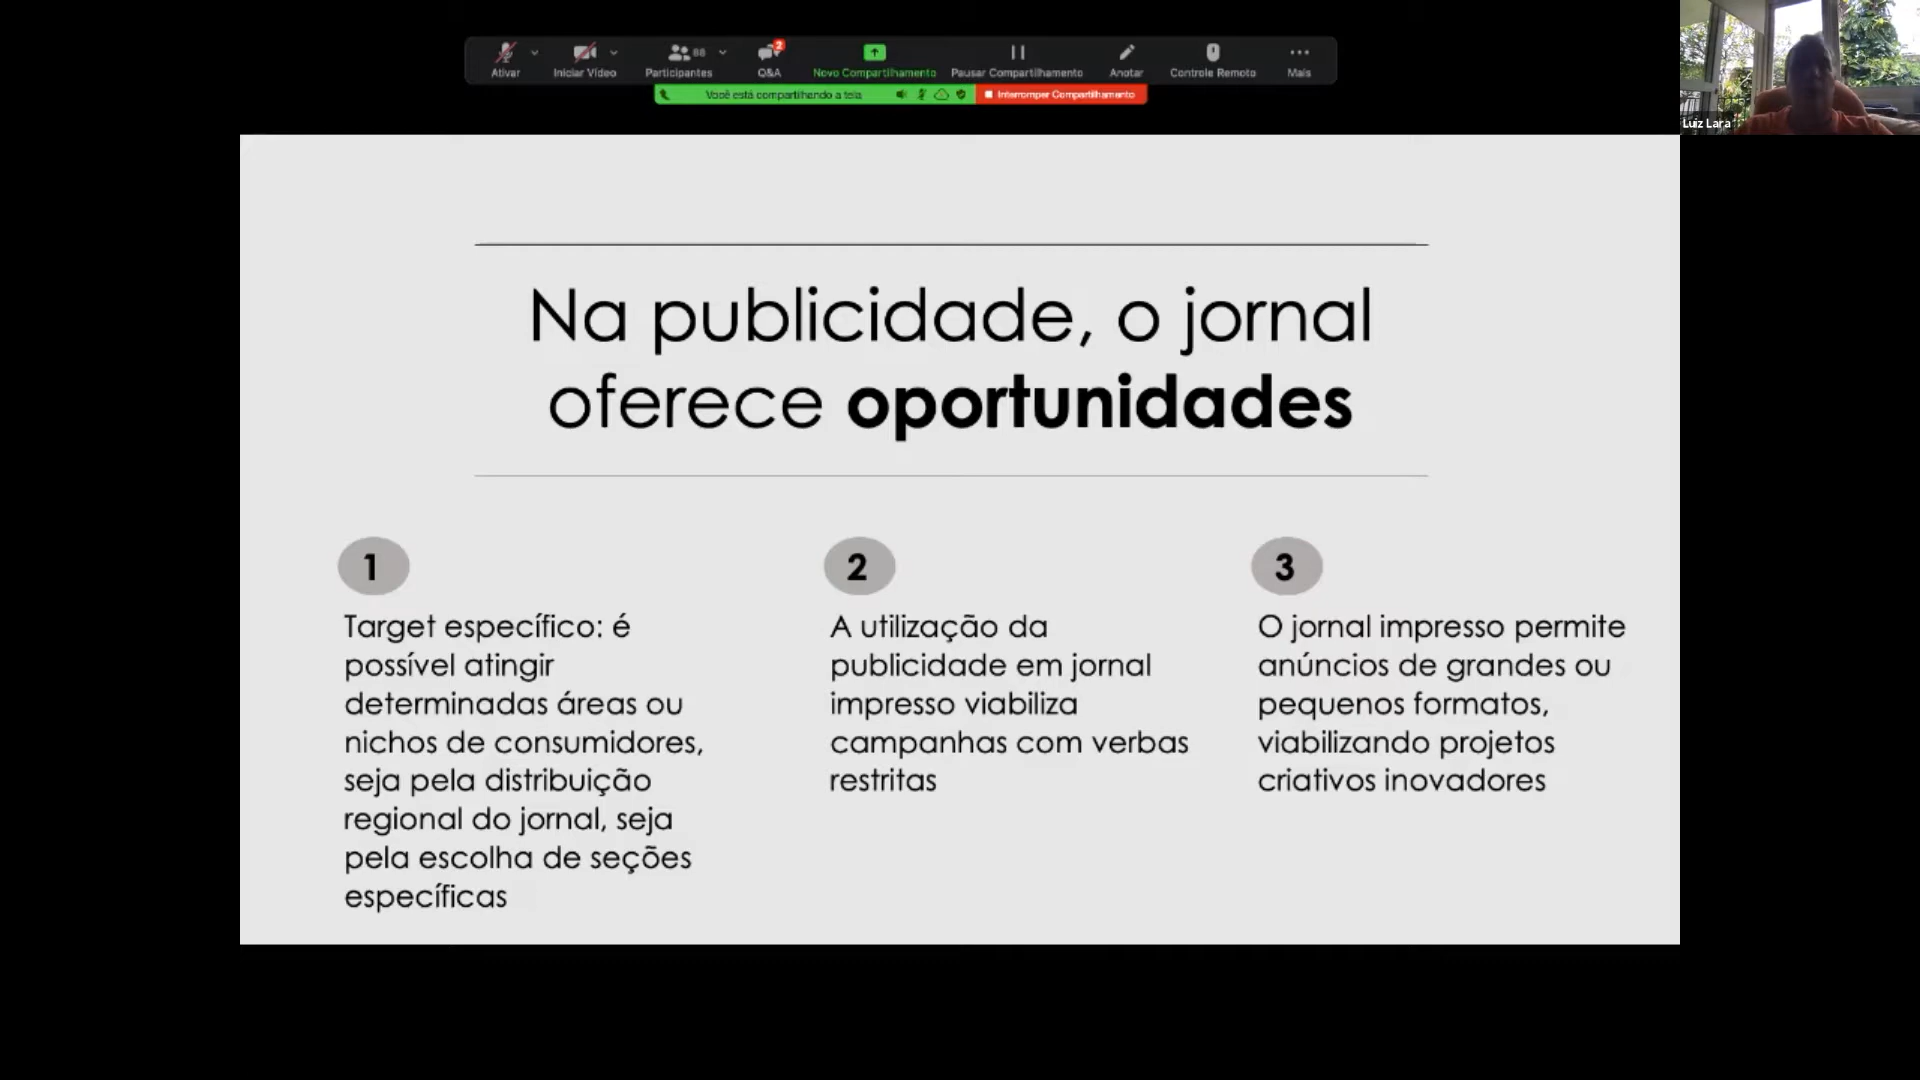 Ativar
Iniciar Vídeo
Participantes
68
Q&A
2
Novo Compartilhamento
Pausar Compartilhamento
Anotar
Controle Remoto
Mais
Você está compartilhando a tela
Interromper Compartilhamento
Luiz Lara
Na publicidade, o jornal
oferece oportunidades
1
Target específico: é
possível atingir
determinadas áreas ou
nichos de consumidores,
seja pela distribuição
regional do jornal, seja
pela escolha de seções
específicas
2
A utilização da
publicidade em jornal
impresso viabiliza
campanhas com verbas
restritas
3
O jornal impresso permite
anúncios de grandes ou
pequenos formatos,
viabilizando projetos
criativos inovadores